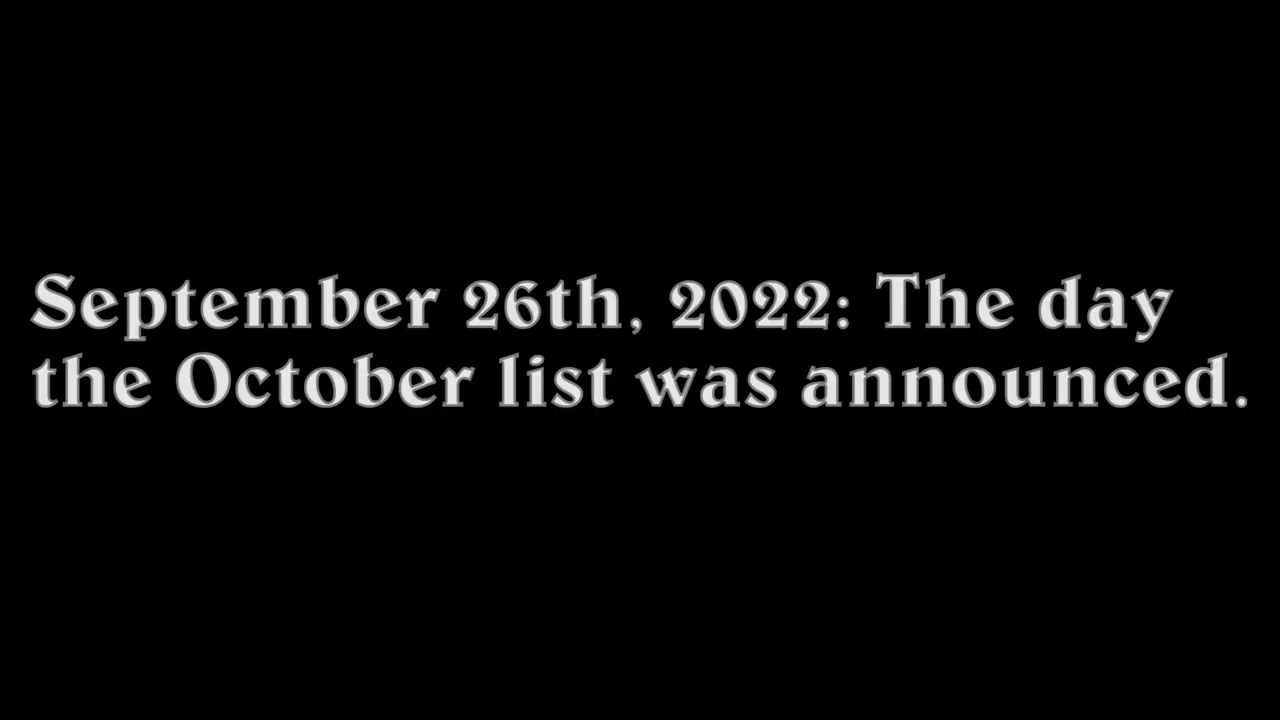 September 26th, 2022: The day
the October list was announced.